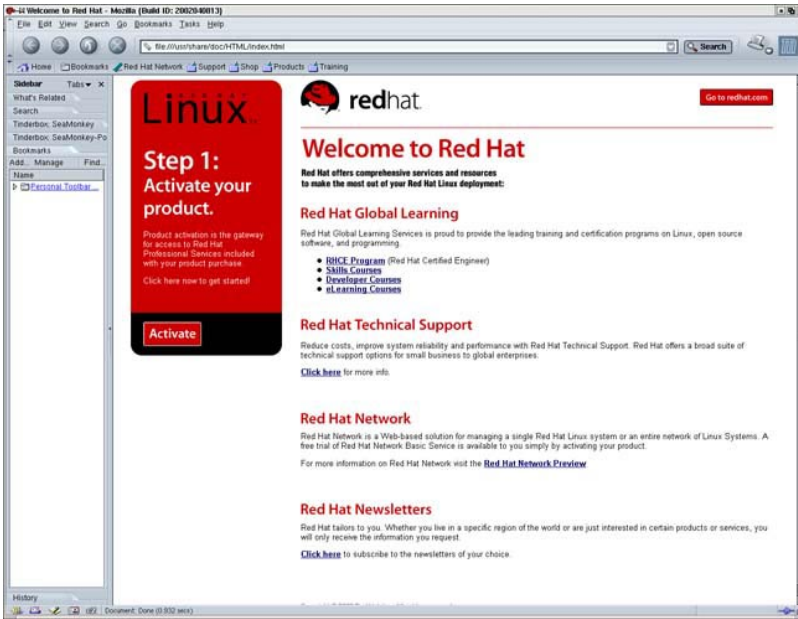 Welcome to Red Hat - Mozilla {Build ID: 2002040813}
File Edit View Search Go Bookmarks Tasks Help
file:///usr/share/doc/HTML/index.html
Search
Home Bookmarks Red Hat Network Support Shop Products Training
Sidebar Tabs
What's Related
Search
Tinderbox: SeaMonkey
Tinderbox: SeaMonkey-Po
Bookmarks
Add... Manage Find...
Name
Personal Toolbar ...
History
Linux
Step 1:
Activate your
product.
Product activation is the gateway
for access to Red Hat
Professional Services included
with your product purchase
Click here now to get started!
Activate
redhat.
Go to redhat.com
Welcome to Red Hat
Red Hat offers comprehensive services and resources
to make the most out of your Red Hat Linux deployment:
Red Hat Global Learning
Red Hat Global Learning Services is proud to provide the leading training and certification programs on Linux, open source
software, and programming.
RHCE Program (Red Hat Certified Engineer)
Skills Courses
Developer Courses
eLearning Courses
Red Hat Technical Support
Reduce costs, improve system reliability and performance with Red Hat Technical Support. Red Hat offers a broad suite of
technical support options for small business to global enterprises.
Click here for more info.
Red Hat Network
Red Hat Network is a Web-based solution for managing a single Red Hat Linux system or an entire network of Linux Systems. A
free trial of Red Hat Network Basic Service is available to you simply by activating your product.
For more information on Red Hat Network visit the Red Hat Network Preview
Red Hat Newsletters
Red Hat tailors to you. Whether you live in a specific region of the world or are just interested in certain products or services, you
will only receive the information you request.
Click here to subscribe to the newsletters of your choice.
Document: Done (0.932 secs)